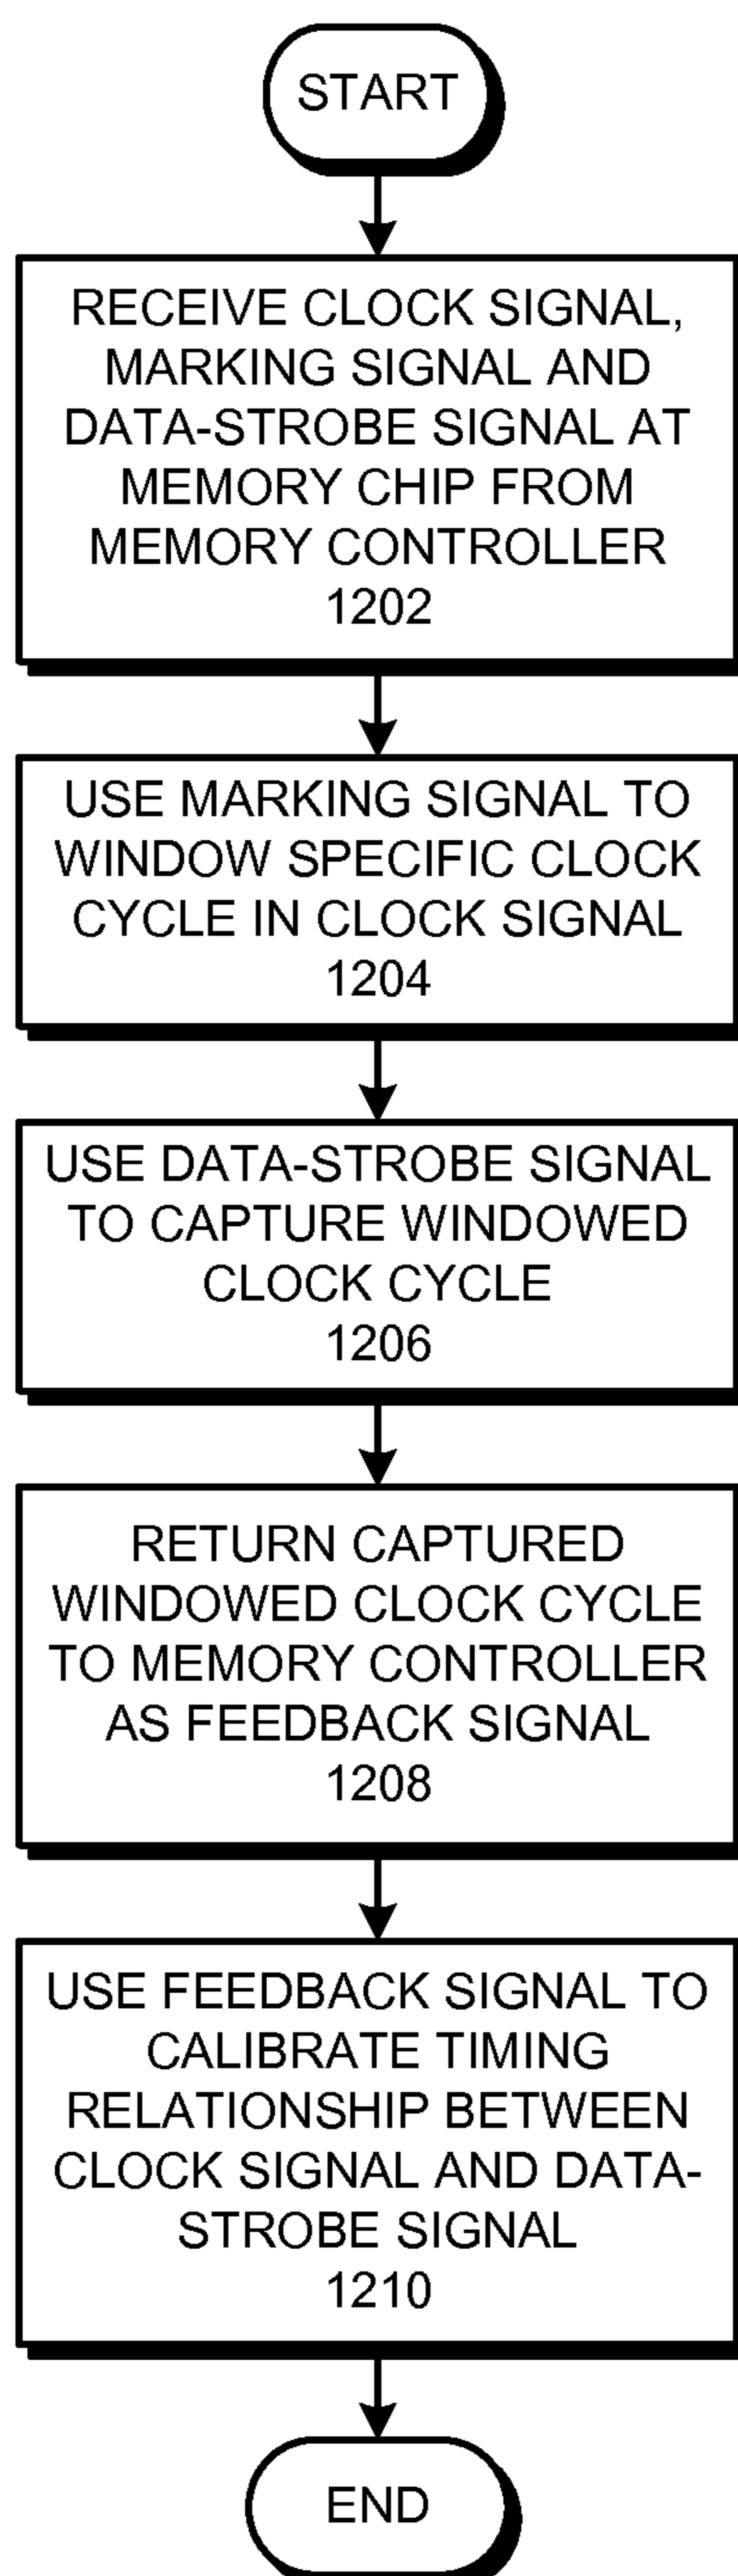 START
RECEIVE CLOCK SIGNAL,
MARKING SIGNAL AND
DATA-STROBE SIGNAL AT
MEMORY CHIP FROM
MEMORY CONTROLLER
1202
USE MARKING SIGNAL TO
WINDOW SPECIFIC CLOCK
CYCLE IN CLOCK SIGNAL
1204
USE DATA-STROBE SIGNAL
TO CAPTURE WINDOWED
CLOCK CYCLE
1206
RETURN CAPTURED
WINDOWED CLOCK CYCLE
TO MEMORY CONTROLLER
AS FEEDBACK SIGNAL
1208
USE FEEDBACK SIGNAL TO
CALIBRATE TIMING
RELATIONSHIP BETWEEN
CLOCK SIGNAL AND DATA-
STROBE SIGNAL
1210
END